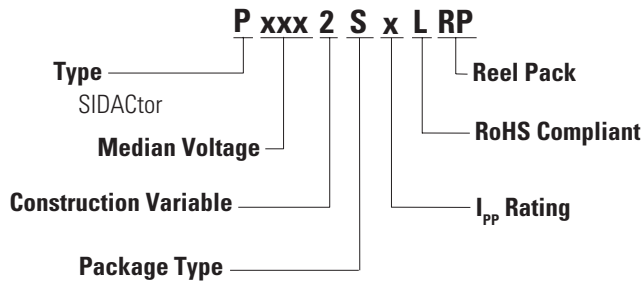 P xxx 2 S x L RP
Type
SIDACtor
Median Voltage
Construction Variable
Package Type
Reel Pack
RoHS Compliant
Ipp Rating